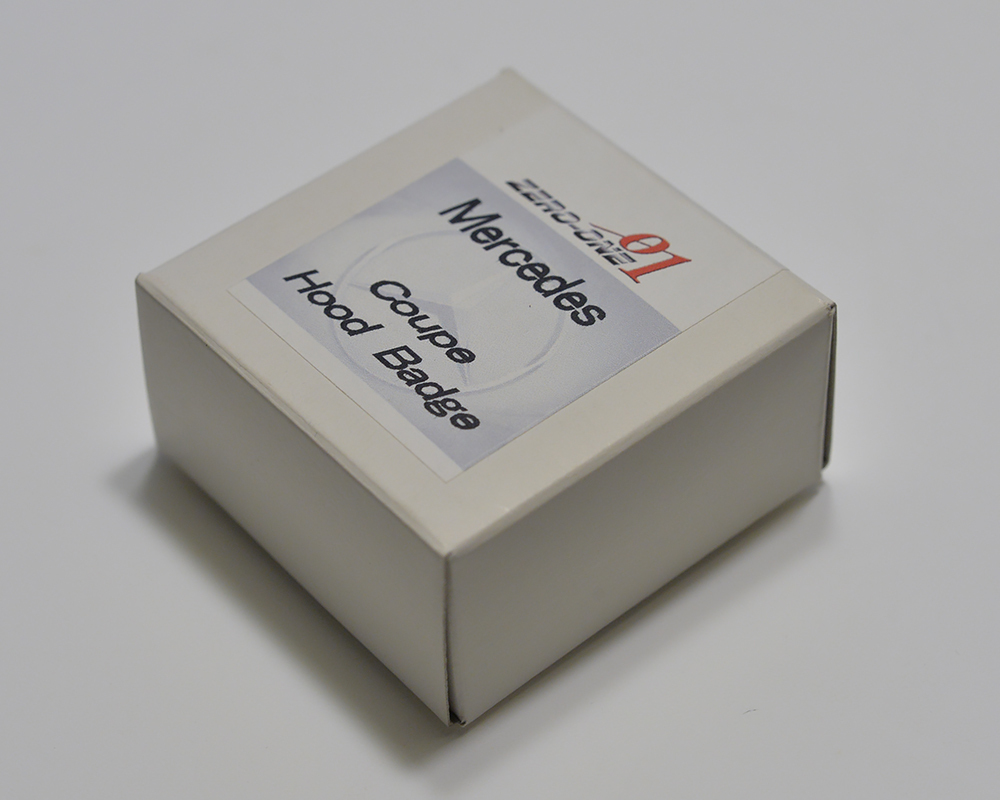 ZERO-ONE 01
Mercedes
Coupe
Hood Badge